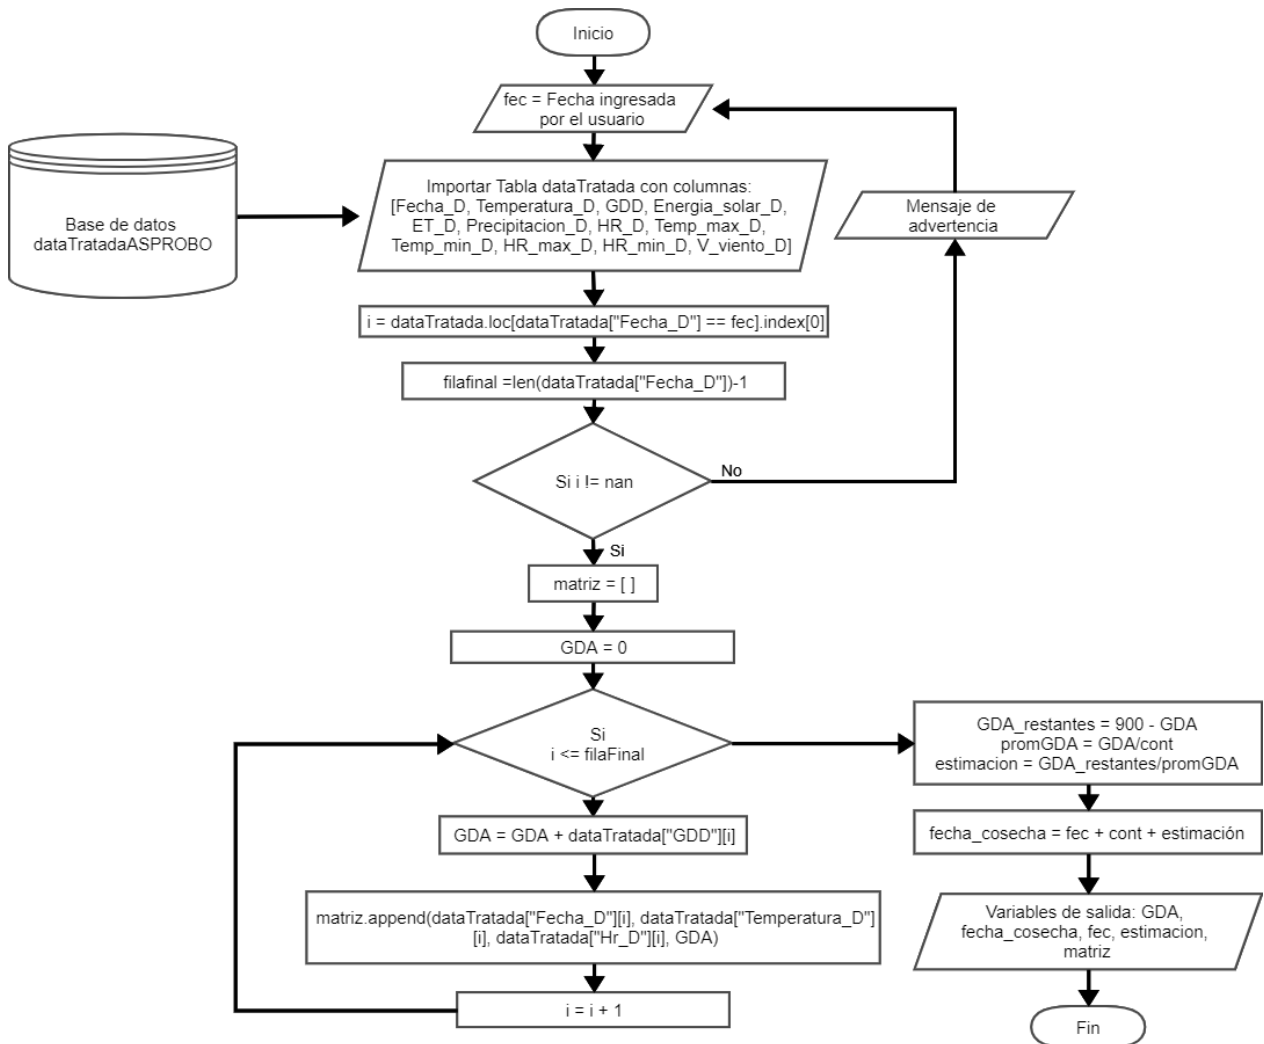 Inicio
fec = Fecha ingresada
por el usuario
Base de datos
dataTratadaASPROBO
Importar Tabla dataTratada con columnas:
[Fecha_D, Temperatura_D, GDD, Energia_solar_D,
ET_D, Precipitacion_D, HR_D, Temp_max_D,
Temp_min_D, HR_max_D, HR_min_D, V_viento_D]
Mensaje de
advertencia
i = dataTratada.loc[dataTratada["Fecha_D"] == fec].index[0]
filafinal =len(dataTratada["Fecha_D"])-1
Si i != nan
No
Si
matriz = [ ]
GDA = 0
Si
i <= filaFinal
GDA = GDA + dataTratada["GDD"][i]
matriz.append(dataTratada["Fecha_D"][i], dataTratada["Temperatura_D"]
[i], dataTratada["Hr_D"][i], GDA)
i = i + 1
GDA_restantes = 900 - GDA
promGDA = GDA/cont
estimacion = GDA_restantes/promGDA
fecha_cosecha = fec + cont + estimación
Variables de salida: GDA,
fecha_cosecha, fec, estimacion,
matriz
Fin